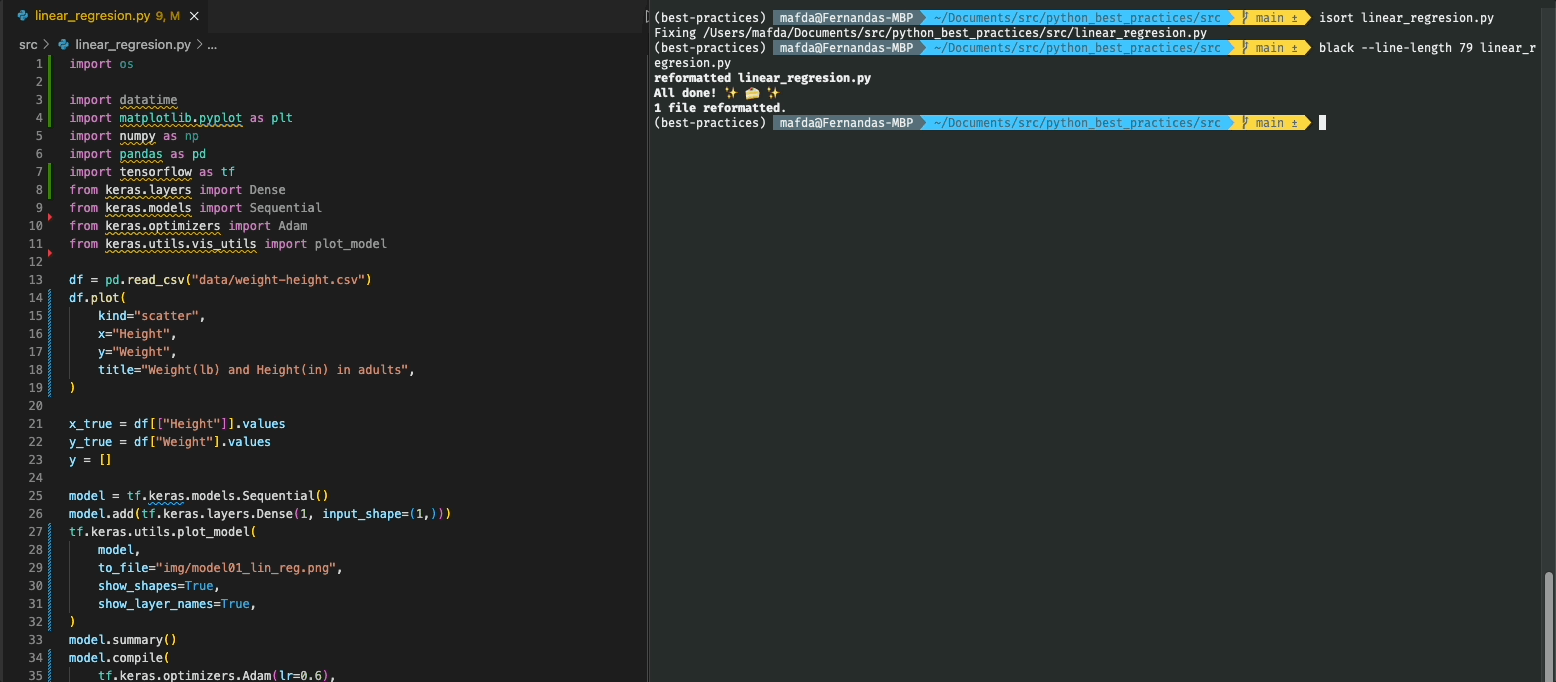 linear_regresion.py 9, M ×
src > linear_regresion.py > ...
1 import os
2
3 import datatime
4 import matplotlib.pyplot as plt
5 import numpy as np
6 import pandas as pd
7 import tensorflow as tf
8 from keras.layers import Dense
9 from keras.models import Sequential
10 from keras.optimizers import Adam
11 from keras.utils.vis_utils import plot_model
12
13 df = pd.read_csv("data/weight-height.csv")
14 df.plot(
15     kind="scatter",
16     x="Height",
17     y="Weight",
18     title="Weight(lb) and Height(in) in adults",
19 )
20
21 x_true = df[["Height"]].values
22 y_true = df["Weight"].values
23 y = []
24
25 model = tf.keras.models.Sequential()
26 model.add(tf.keras.layers.Dense(1, input_shape=(1,)))
27 tf.keras.utils.plot_model(
28     model,
29     to_file="img/model01_lin_reg.png",
30     show_shapes=True,
31     show_layer_names=True,
32 )
33 model.summary()
34 model.compile(
35     tf.keras.optimizers.Adam(lr=0.6),
(best-practices) mafda@Fernandas-MBP ~/Documents/src/python_best_practices/src main ± isort linear_regresion.py
Fixing /Users/mafda/Documents/src/python_best_practices/src/linear_regresion.py
(best-practices) mafda@Fernandas-MBP ~/Documents/src/python_best_practices/src main ± black --line-length 79 linear_r
egresion.py
reformatted linear_regresion.py
All done! ✨ 🍰 ✨
1 file reformatted.
(best-practices) mafda@Fernandas-MBP ~/Documents/src/python_best_practices/src main ±